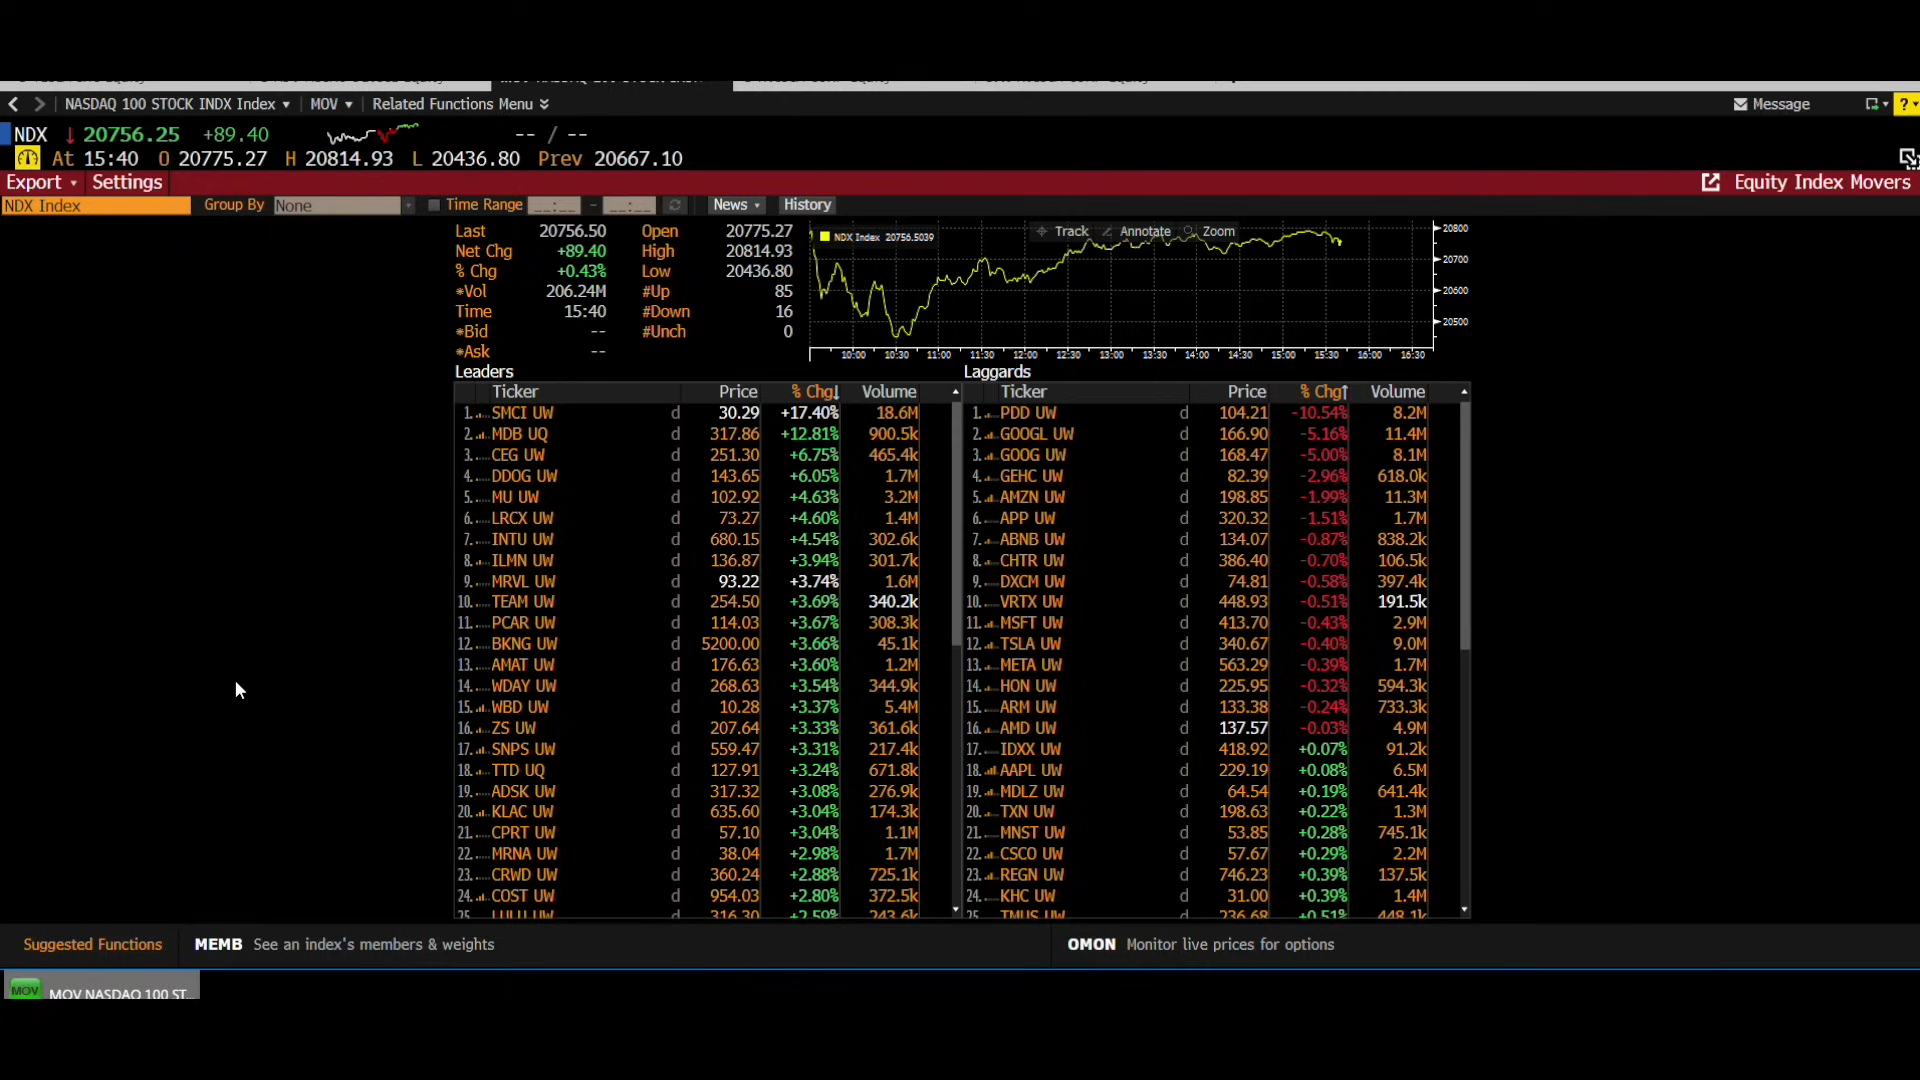 NASDAQ 100 STOCK INDX Index MOV Related Functions Menu Message ?
NDX ↓ 20756.25 +89.40 -- / --
At 15:40 O 20775.27 H 20814.93 L 20436.80 Prev 20667.10
Export Settings Equity Index Movers
NDX Index Group By None Time Range __:__ - __:__ News History
Last 20756.50 Open 20775.27
Net Chg +89.40 High 20814.93
% Chg +0.43% Low 20436.80
*Vol 206.24M #Up 85
Time 15:40 #Down 16
*Bid -- #Unch 0
*Ask --
NDX Index 20756.5039 Track Annotate Zoom
20800
20700
20600
20500
10:00 10:30 11:00 11:30 12:00 12:30 13:00 13:30 14:00 14:30 15:00 15:30 16:00 16:30
Leaders Laggards
Ticker Price % Chg↓ Volume Ticker Price % Chg↑ Volume
1. SMCI UW d 30.29 +17.40% 18.6M 1. PDD UW d 104.21 -10.54% 8.2M
2. MDB UQ d 317.86 +12.81% 900.5k 2. GOOGL UW d 166.90 -5.16% 11.4M
3. CEG UW d 251.30 +6.75% 465.4k 3. GOOG UW d 168.47 -5.00% 8.1M
4. DDOG UW d 143.65 +6.05% 1.7M 4. GEHC UW d 82.39 -2.96% 618.0k
5. MU UW d 102.92 +4.63% 3.2M 5. AMZN UW d 198.85 -1.99% 11.3M
6. LRCX UW d 73.27 +4.60% 1.4M 6. APP UW d 320.32 -1.51% 1.7M
7. INTU UW d 680.15 +4.54% 302.6k 7. ABNB UW d 134.07 -0.87% 838.2k
8. ILMN UW d 136.87 +3.94% 301.7k 8. CHTR UW d 386.40 -0.70% 106.5k
9. MRVL UW d 93.22 +3.74% 1.6M 9. DXCM UW d 74.81 -0.58% 397.4k
10. TEAM UW d 254.50 +3.69% 340.2k 10. VRTX UW d 448.93 -0.51% 191.5k
11. PCAR UW d 114.03 +3.67% 308.3k 11. MSFT UW d 413.70 -0.43% 2.9M
12. BKNG UW d 5200.00 +3.66% 45.1k 12. TSLA UW d 340.67 -0.40% 9.0M
13. AMAT UW d 176.63 +3.60% 1.2M 13. META UW d 563.29 -0.39% 1.7M
14. WDAY UW d 268.63 +3.54% 344.9k 14. HON UW d 225.95 -0.32% 594.3k
15. WBD UW d 10.28 +3.37% 5.4M 15. ARM UW d 133.38 -0.24% 733.3k
16. ZS UW d 207.64 +3.33% 361.6k 16. AMD UW d 137.57 -0.03% 4.9M
17. SNPS UW d 559.47 +3.31% 217.4k 17. IDXX UW d 418.92 +0.07% 91.2k
18. TTD UQ d 127.91 +3.24% 671.8k 18. AAPL UW d 229.19 +0.08% 6.5M
19. ADSK UW d 317.32 +3.08% 276.9k 19. MDLZ UW d 64.54 +0.19% 641.4k
20. KLAC UW d 635.60 +3.04% 174.3k 20. TXN UW d 198.63 +0.22% 1.3M
21. CPRT UW d 57.10 +3.04% 1.1M 21. MNST UW d 53.85 +0.28% 745.1k
22. MRNA UW d 38.04 +2.98% 1.7M 22. CSCO UW d 57.67 +0.29% 2.2M
23. CRWD UW d 360.24 +2.88% 725.1k 23. REGN UW d 746.23 +0.39% 137.5k
24. COST UW d 954.03 +2.80% 372.5k 24. KHC UW d 31.00 +0.39% 1.4M
25. LULU UW d 316.30 +2.59% 243.6k 25. TMUS UW d 236.68 +0.51% 448.1k
Suggested Functions MEMB See an index's members & weights OMON Monitor live prices for options
MOV MOV NASDAQ 100 ST...